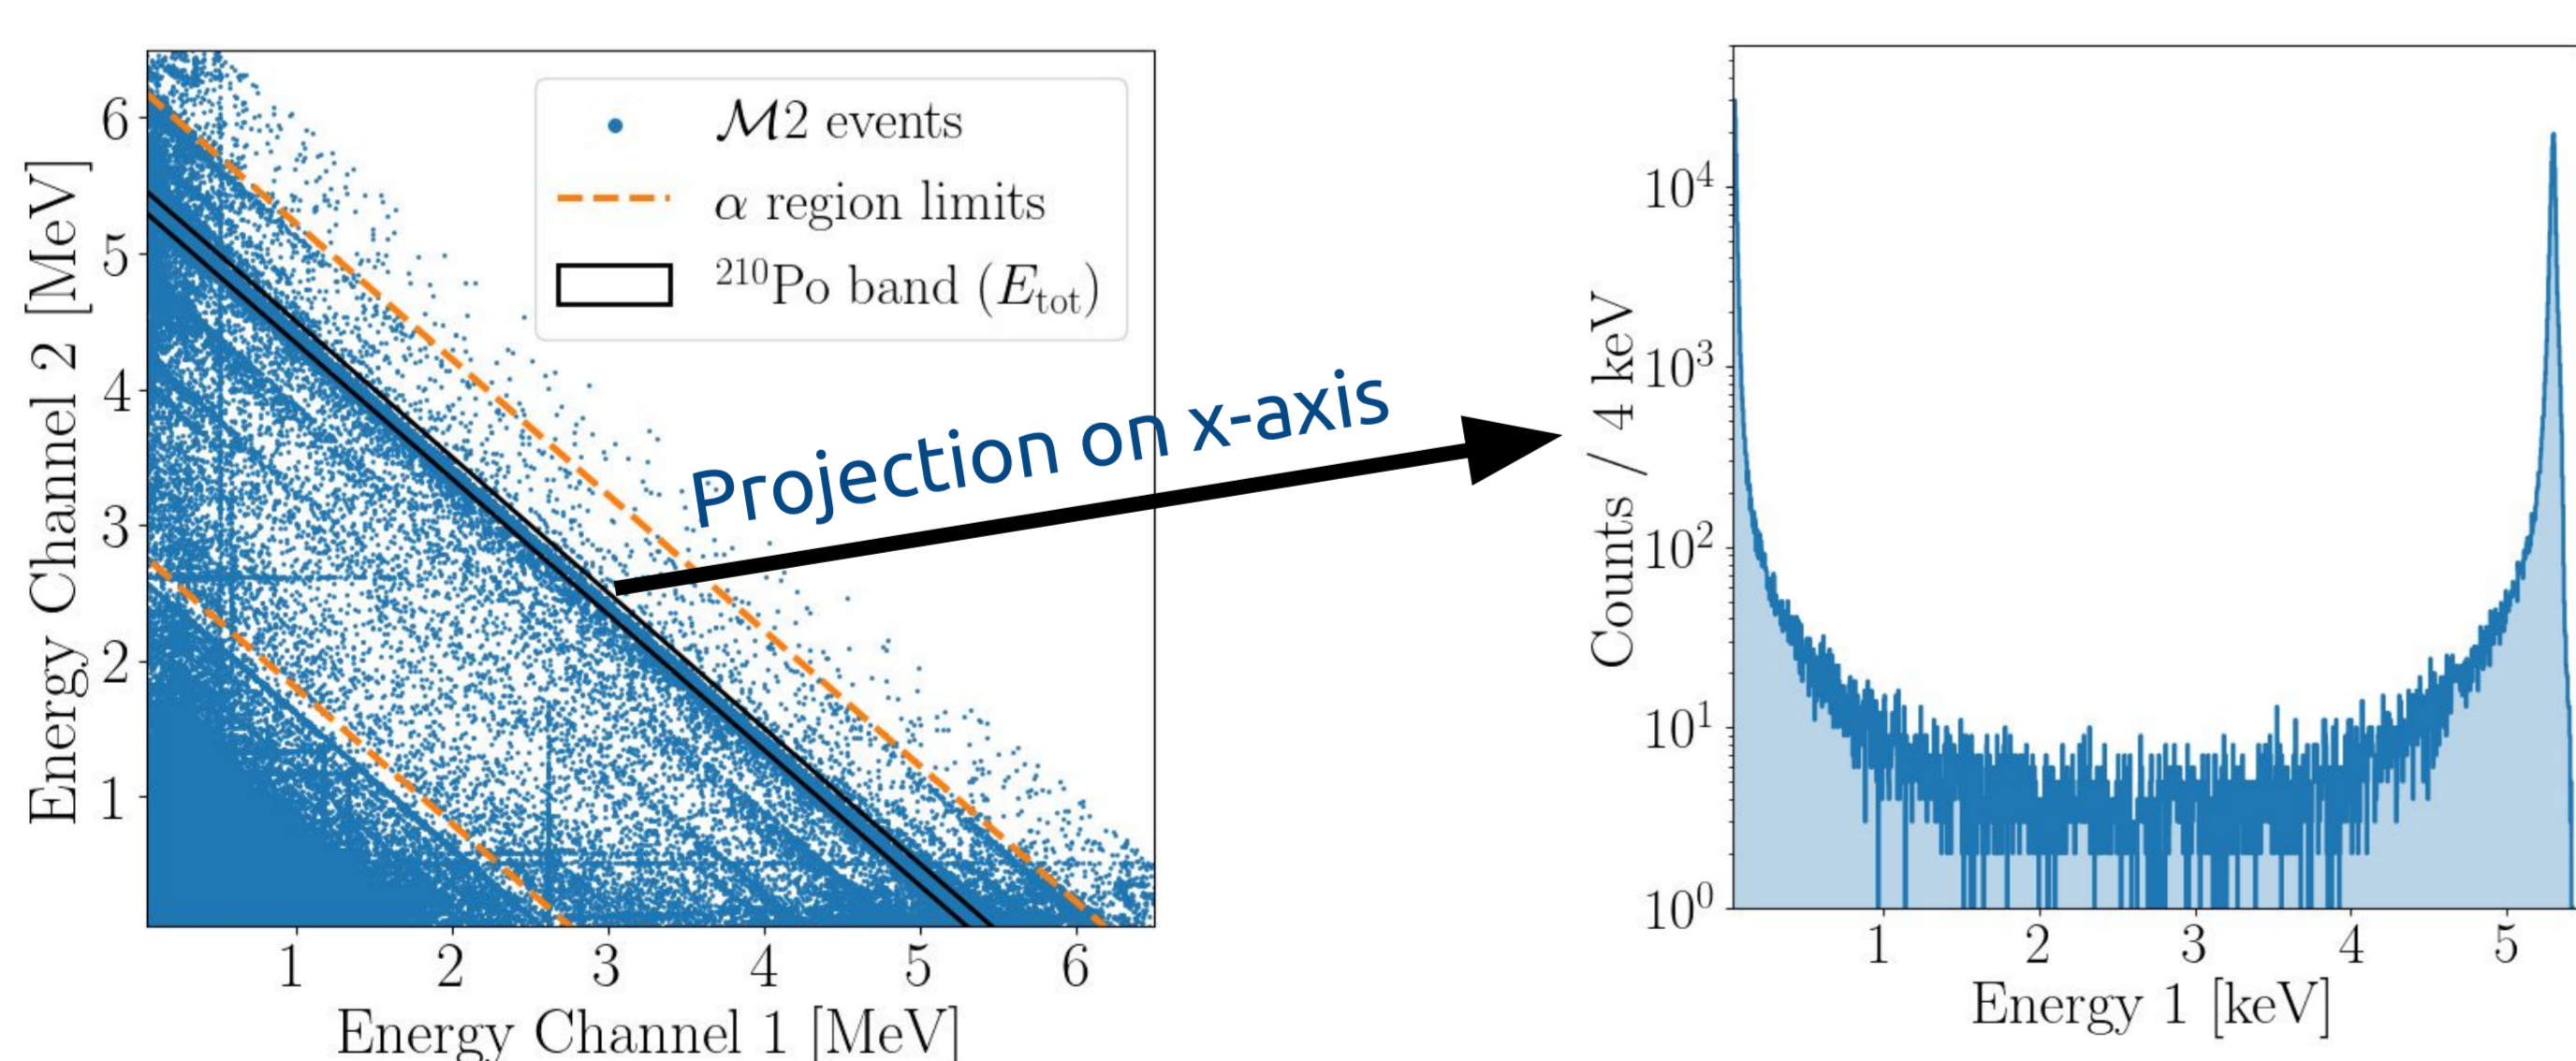 Energy Channel 2 [MeV]
6
5
4
3
2
1
ℳ2 events
α region limits
²¹⁰Po band (E_tot)
1 2 3 4 5 6
Energy Channel 1 [MeV]
Projection on x-axis
Counts / 4 keV
10⁴
10³
10²
10¹
10⁰
1 2 3 4 5
Energy 1 [keV]